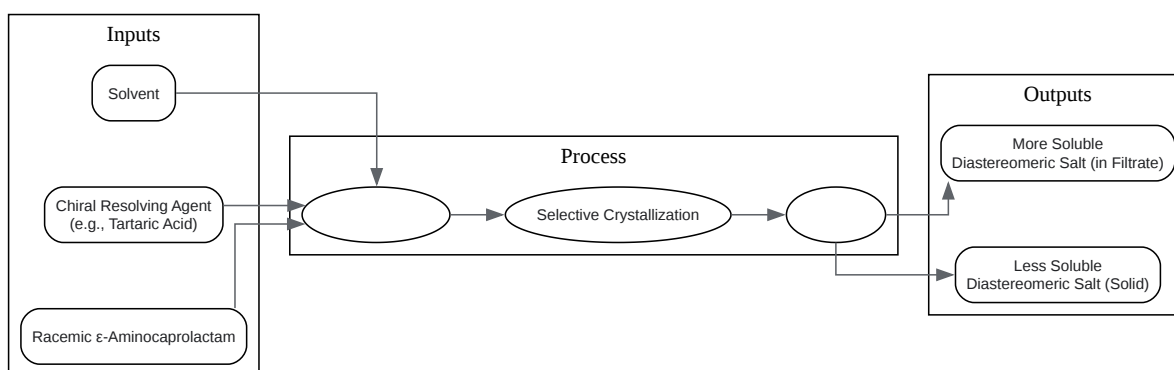 Inputs
Solvent
Chiral Resolving Agent
(e.g., Tartaric Acid)
Racemic ε-Aminocaprolactam
Process
Selective Crystallization
Outputs
More Soluble
Diastereomeric Salt (in Filtrate)
Less Soluble
Diastereomeric Salt (Solid)